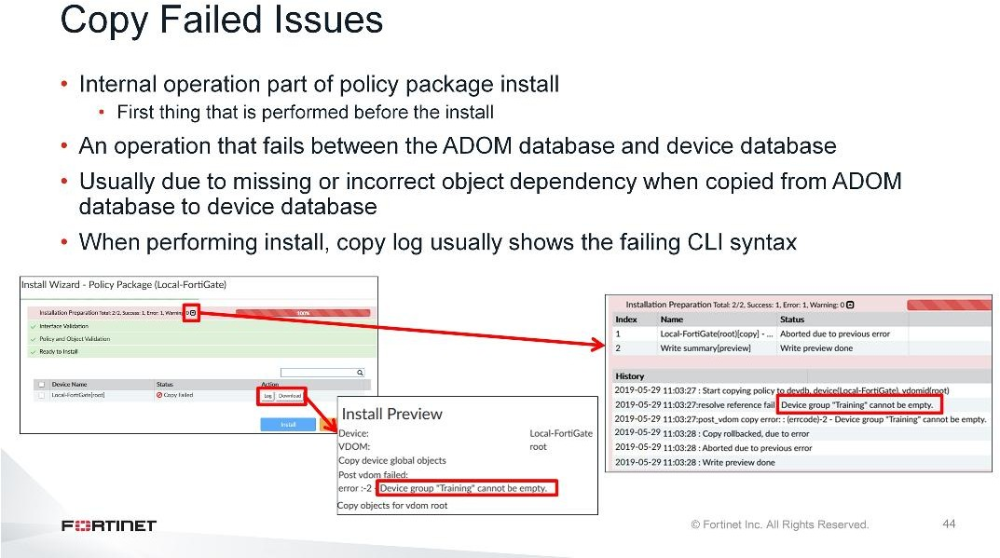 Copy Failed Issues
• Internal operation part of policy package install
• First thing that is performed before the install
• An operation that fails between the ADOM database and device database
• Usually due to missing or incorrect object dependency when copied from ADOM
database to device database
• When performing install, copy log usually shows the failing CLI syntax
Install Wizard - Policy Package (Local-FortiGate)
Installation Preparation Total: 2/2, Success: 1, Error: 1, Warning: 0
100%
Interface Validation
Policy and Object Validation
Ready to Install
Device Name Status Action
Local-FortiGate[root] Copy Failed Log Download
Install
Install Preview
Device: Local-FortiGate
VDOM: root
Copy device global objects
Post vdom failed:
error :-2 - Device group "Training" cannot be empty.
Copy objects for vdom root
Installation Preparation Total: 2/2, Success: 1, Error: 1, Warning: 0
Index Name Status
1 Local-FortiGate(root)[copy] - ... Aborted due to previous error
2 Write summary[preview] Write preview done
History
2019-05-29 11:03:27 : Start copying policy to devdb, device(Local-FortiGate), vdomid(root)
2019-05-29 11:03:27:resolve reference fail Device group "Training" cannot be empty.
2019-05-29 11:03:27:post_vdom copy error: : (errcode)-2 - Device group "Training" cannot be empty.
2019-05-29 11:03:28 : Copy rollbacked, due to error
2019-05-29 11:03:28 : Aborted due to previous error
2019-05-29 11:03:28 : Write preview done
FORTINET
© Fortinet Inc. All Rights Reserved.
44